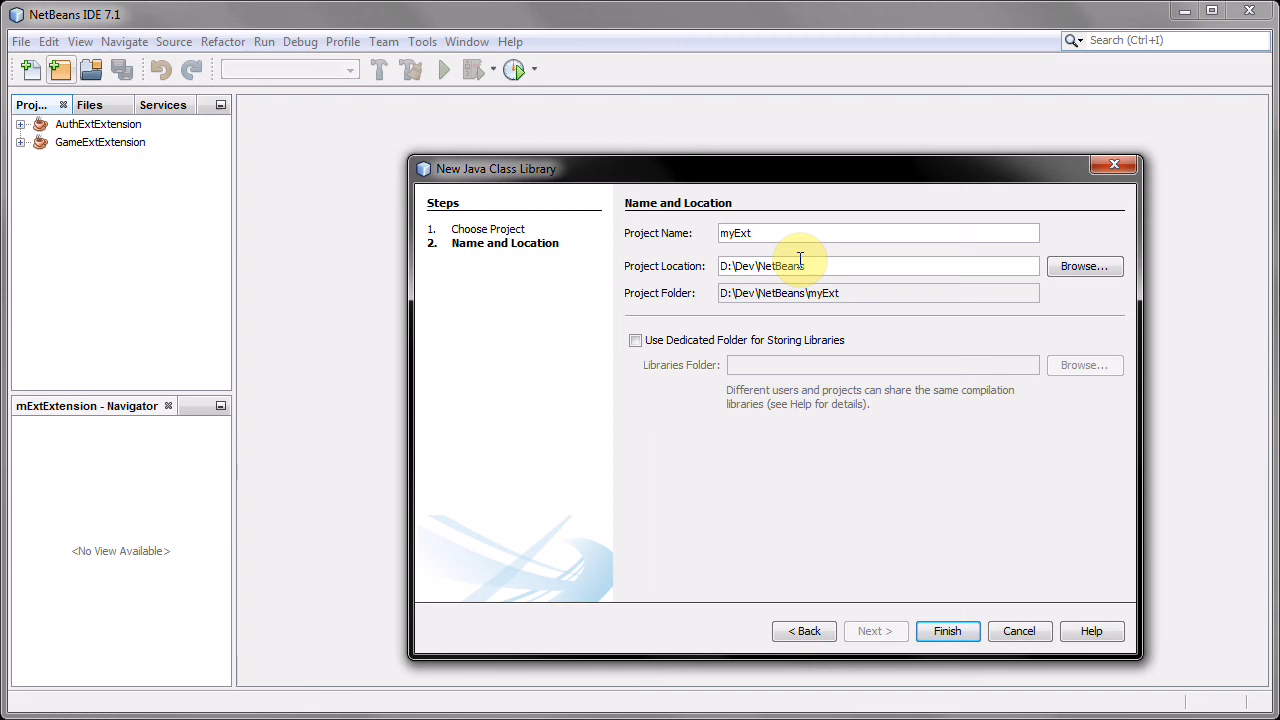 NetBeans IDE 7.1
File Edit View Navigate Source Refactor Run Debug Profile Team Tools Window Help
Search (Ctrl+I)
Proj... Files Services
AuthExtExtension
GameExtExtension
mExtExtension - Navigator
<No View Available>
New Java Class Library
Steps
1. Choose Project
2. Name and Location
Name and Location
Project Name: myExt
Project Location: D:\Dev\NetBeans Browse...
Project Folder: D:\Dev\NetBeans\myExt
Use Dedicated Folder for Storing Libraries
Libraries Folder: Browse...
Different users and projects can share the same compilation
libraries (see Help for details).
< Back Next > Finish Cancel Help